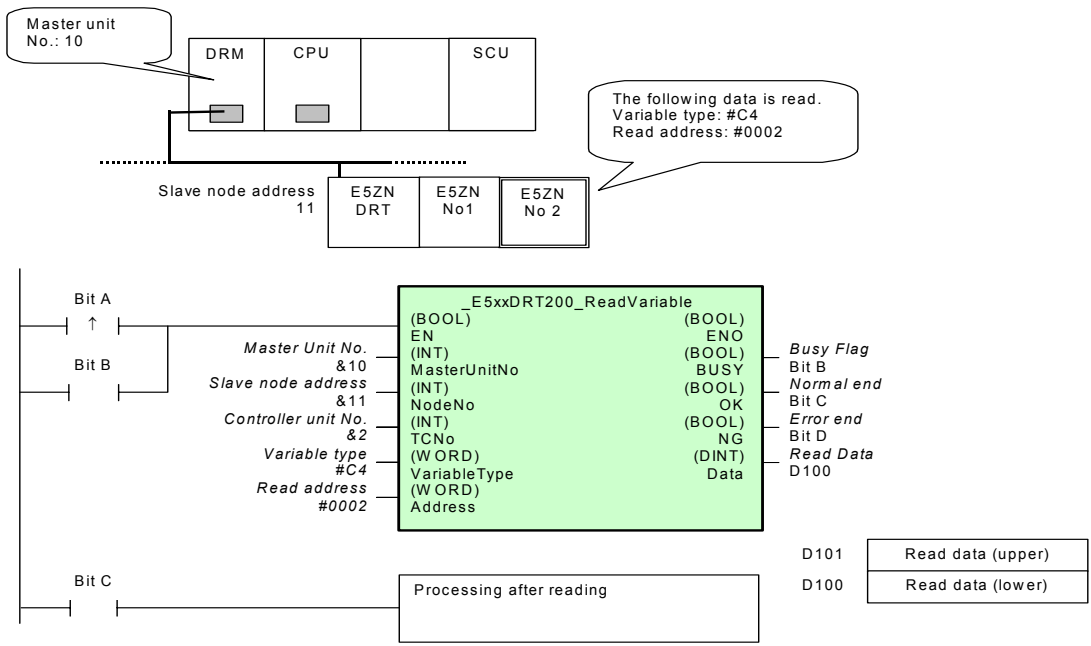 Master unit
No.: 10
DRM CPU SCU
The following data is read.
Variable type: #C4
Read address: #0002
Slave node address
11
E5ZN
DRT
E5ZN
No1
E5ZN
No 2
Bit A
↑
Bit B
_E5xxDRT200_ReadVariable
(BOOL) (BOOL)
EN ENO
Master Unit No. (INT) (BOOL) Busy Flag
&10 MasterUnitNo BUSY Bit B
Slave node address (INT) (BOOL) Normal end
&11 NodeNo OK Bit C
Controller unit No. (INT) (BOOL) Error end
&2 TCNo NG Bit D
Variable type (WORD) (DINT) Read Data
#C4 VariableType Data D100
Read address (WORD)
#0002 Address
D101 Read data (upper)
D100 Read data (lower)
Bit C
Processing after reading